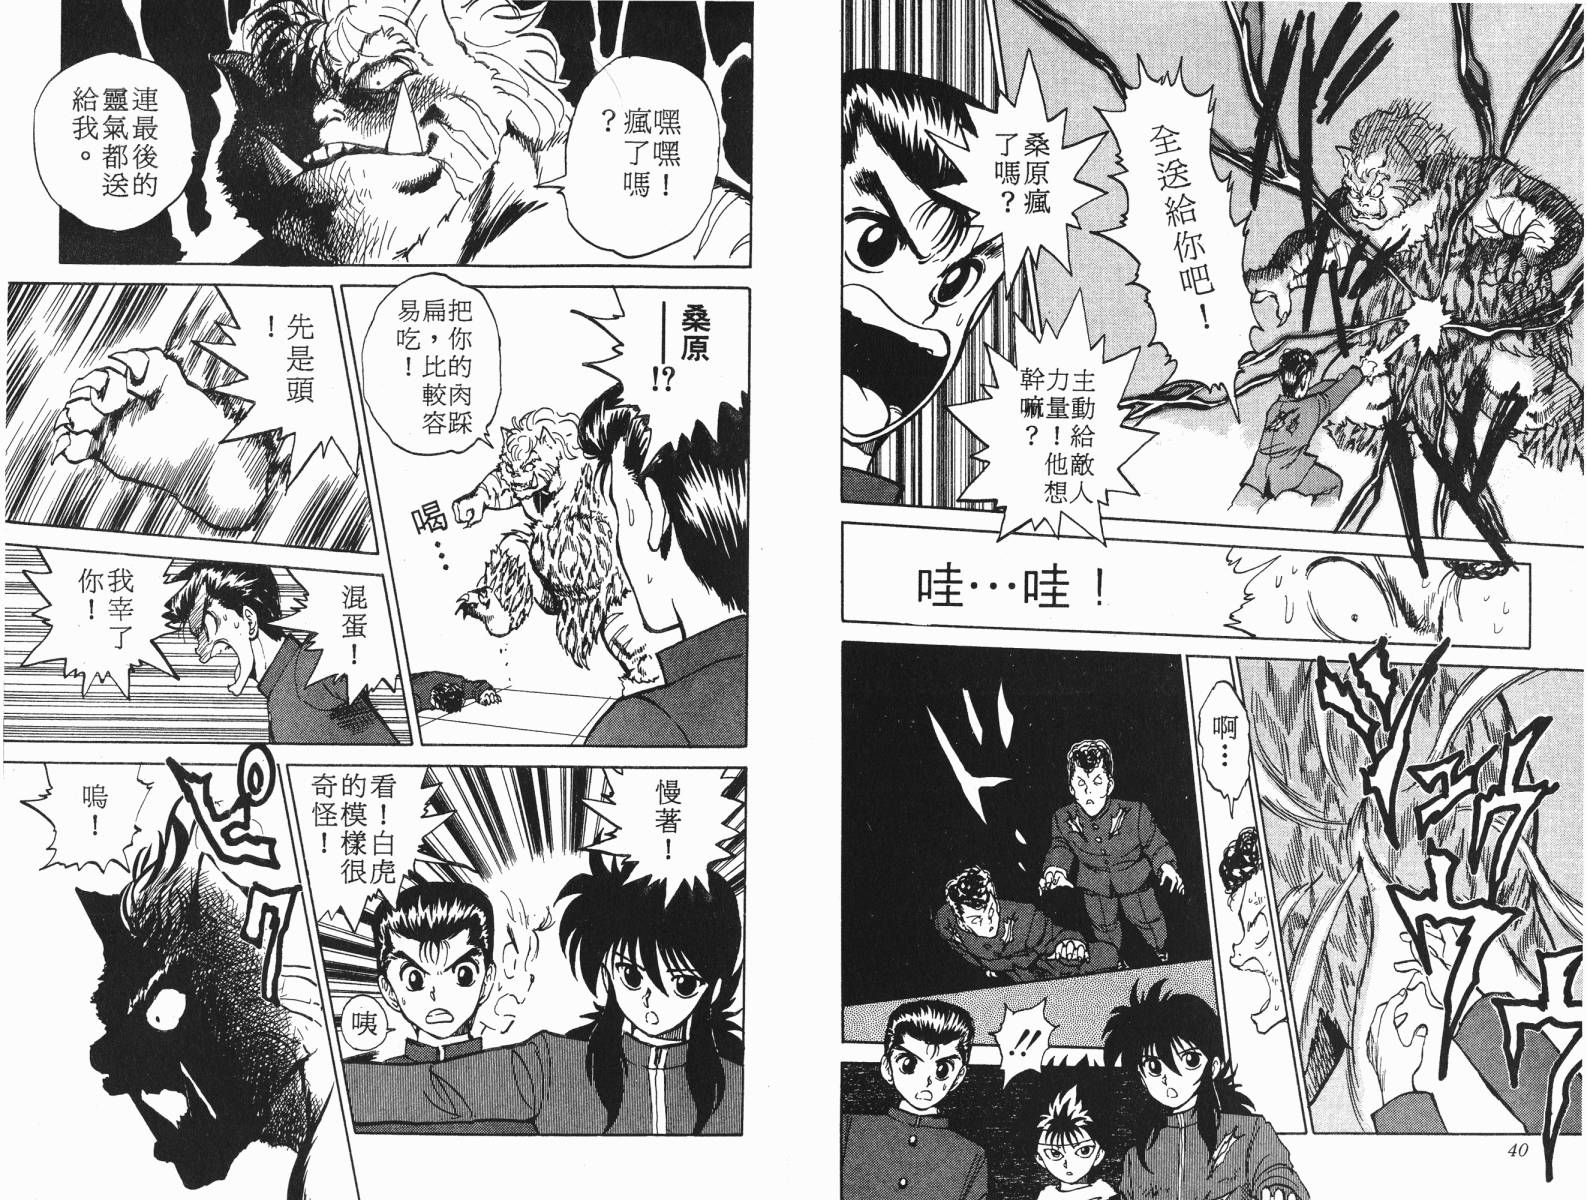 全送給你吧！
桑原瘋
了嗎？
主動給敵人
力量！他想
幹嘛？
哇…哇！
啊…
!!
40
嘿嘿！
瘋了嗎
？
連最後的
靈氣都送
給我。
桑原
──!?
把你的肉踩
扁，比較容
易吃！
喝…
先是頭
！
混蛋！
我宰了
你！
慢著！
看！白虎
的模樣很
奇怪！
咦
嗚！
ピク